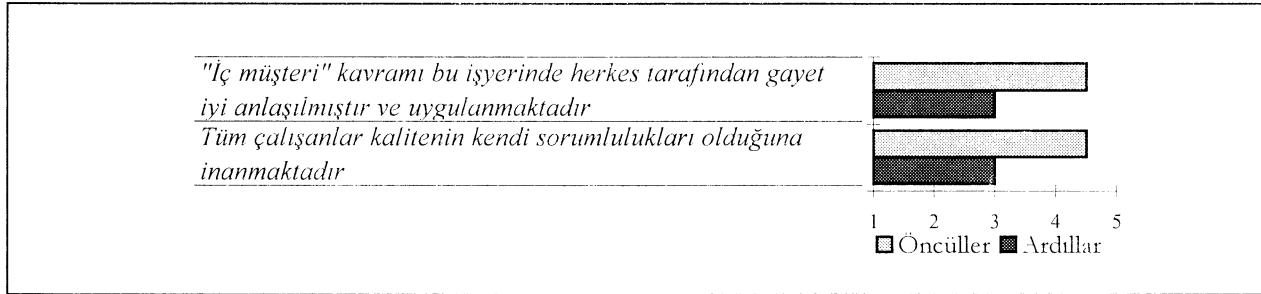 "İç müşteri" kavramı bu işyerinde herkes tarafından gayet
iyi anlaşılmıştır ve uygulanmaktadır
Tüm çalışanlar kalitenin kendi sorumlulukları olduğuna
inanmaktadır
1 2 3 4 5
Öncüller Ardıllar